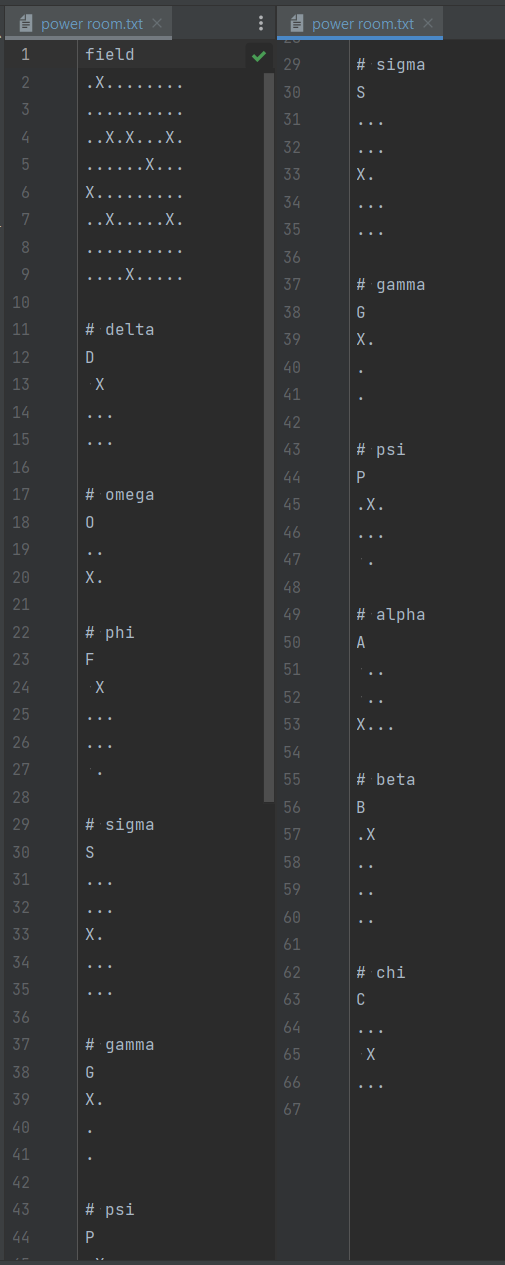 power room.txt
1 field
2 .X........
3 ..........
4 ..X.X...X.
5 ......X...
6 X.........
7 ..X.....X.
8 ..........
9 ....X.....
10
11 # delta
12 D
13  X
14 ...
15 ...
16
17 # omega
18 O
19 ..
20 X.
21
22 # phi
23 F
24  X
25 ...
26 ...
27  .
28
29 # sigma
30 S
31 ...
32 ...
33 X.
34 ...
35 ...
36
37 # gamma
38 G
39 X.
40 .
41 .
42
43 # psi
44 P
power room.txt
29 # sigma
30 S
31 ...
32 ...
33 X.
34 ...
35 ...
36
37 # gamma
38 G
39 X.
40 .
41 .
42
43 # psi
44 P
45 .X.
46 ...
47  .
48
49 # alpha
50 A
51  ..
52  ..
53 X...
54
55 # beta
56 B
57 .X
58 ..
59 ..
60 ..
61
62 # chi
63 C
64 ...
65  X
66 ...
67